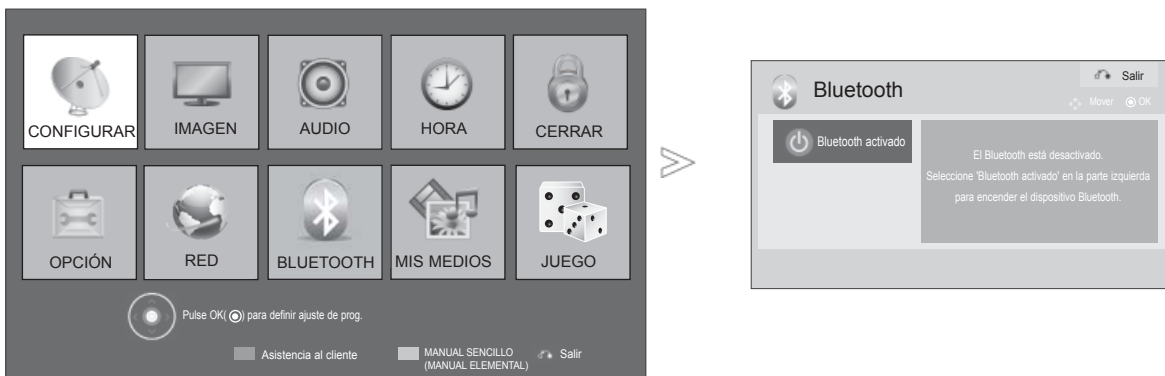 CONFIGURAR
IMAGEN
AUDIO
HORA
CERRAR
OPCIÓN
RED
BLUETOOTH
MIS MEDIOS
JUEGO
Pulse OK( ) para definir ajuste de prog.
Asistencia al cliente
MANUAL SENCILLO
(MANUAL ELEMENTAL)
Salir
Bluetooth
Salir
Mover OK
Bluetooth activado
El Bluetooth está desactivado.
Seleccione 'Bluetooth activado' en la parte izquierda
para encender el dispositivo Bluetooth.